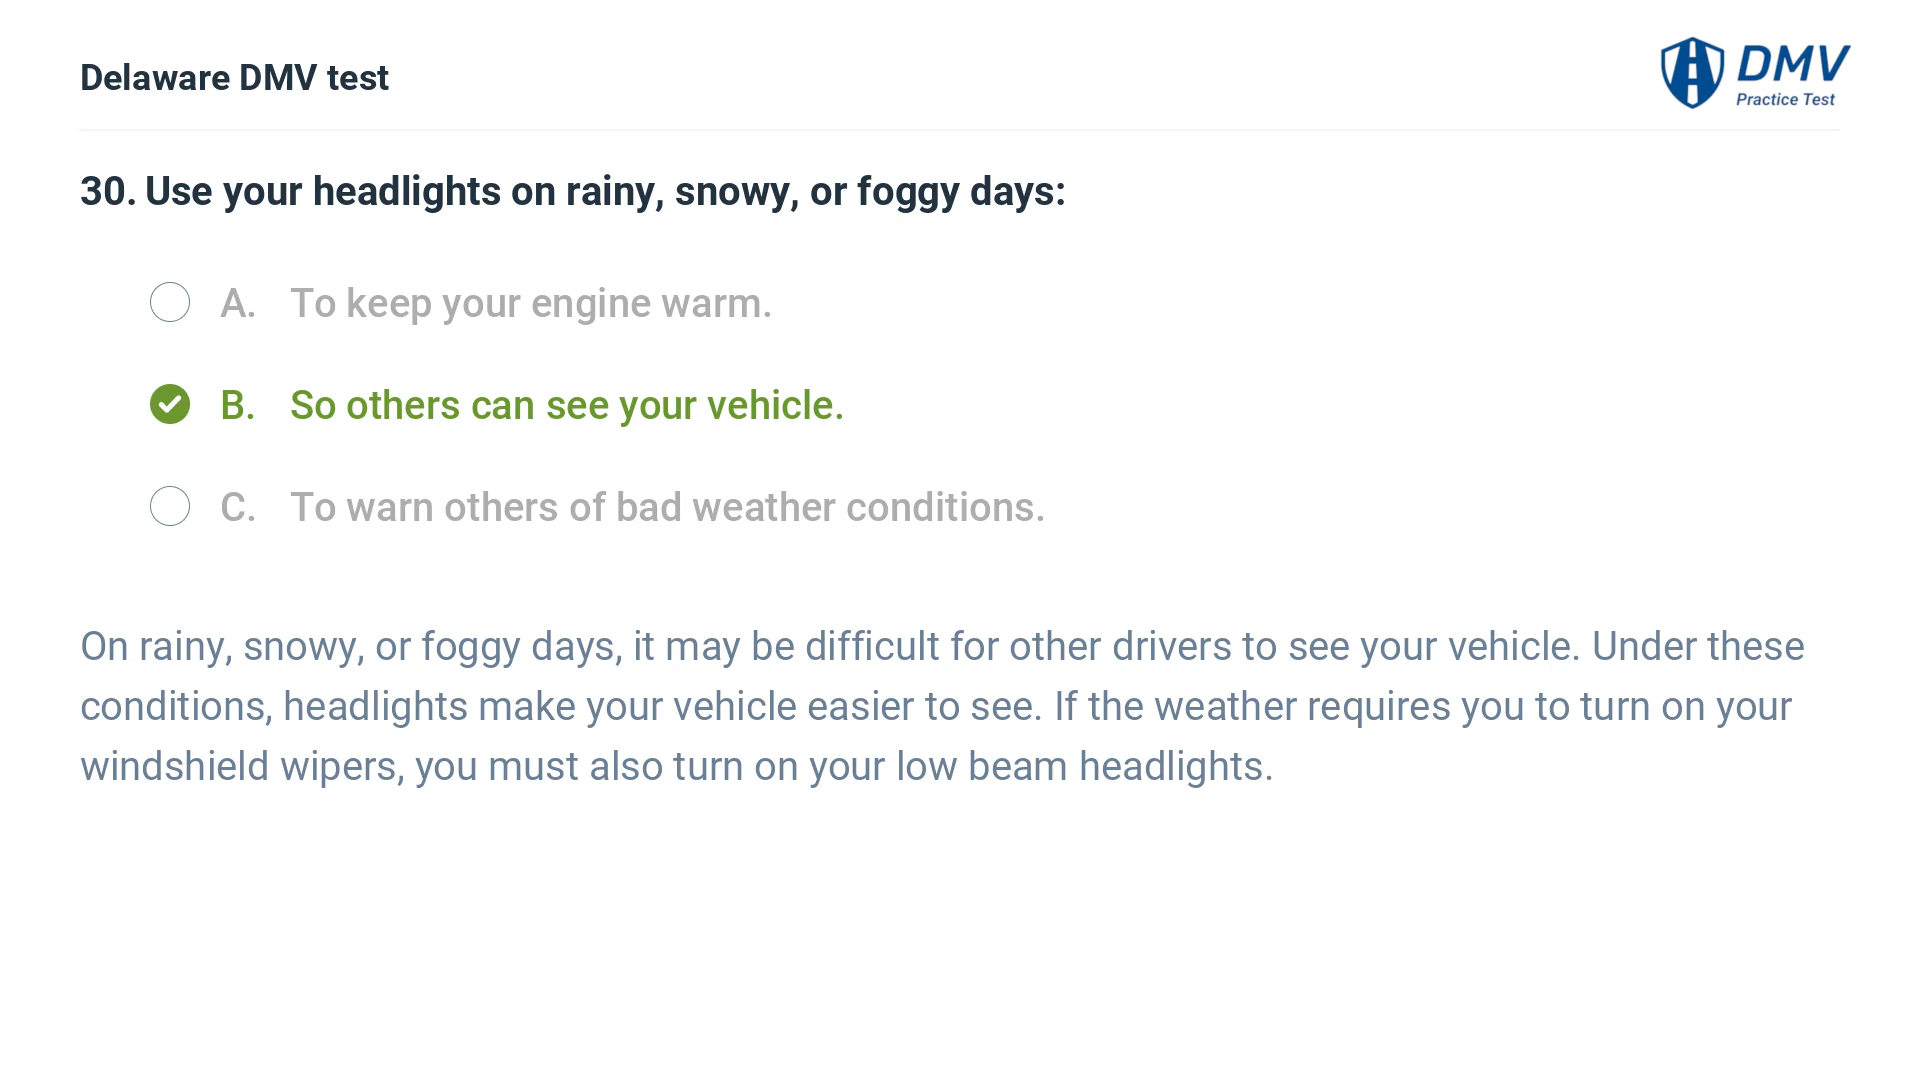 Delaware DMV test
DMV
Practice Test
30. Use your headlights on rainy, snowy, or foggy days:
A. To keep your engine warm.
B. So others can see your vehicle.
C. To warn others of bad weather conditions.
On rainy, snowy, or foggy days, it may be difficult for other drivers to see your vehicle. Under these
conditions, headlights make your vehicle easier to see. If the weather requires you to turn on your
windshield wipers, you must also turn on your low beam headlights.